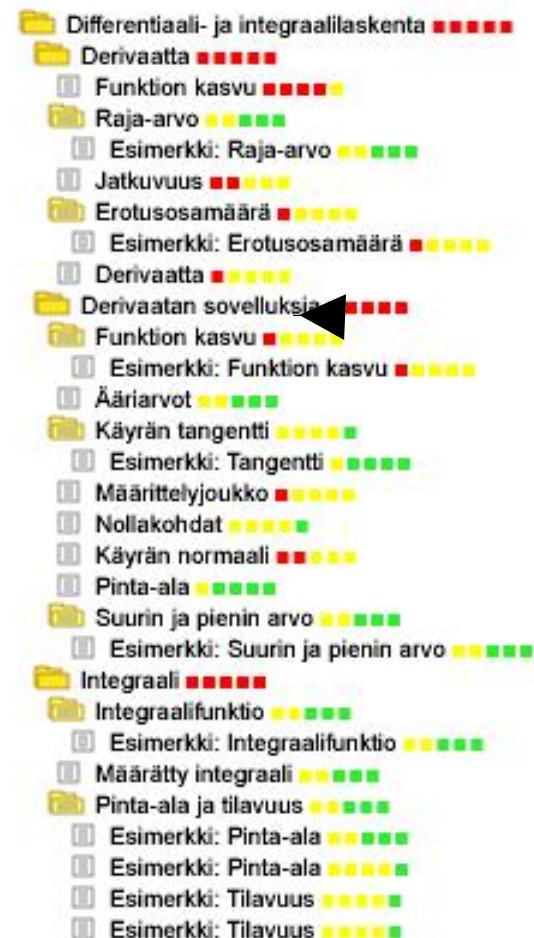 Differentiaali- ja integraalilaskenta
Derivaatta
Funktion kasvu
Raja-arvo
Esimerkki: Raja-arvo
Jatkuvuus
Erotusosamäärä
Esimerkki: Erotusosamäärä
Derivaatta
Derivaatan sovelluksia
Funktion kasvu
Esimerkki: Funktion kasvu
Ääriarvot
Käyrän tangentti
Esimerkki: Tangentti
Määrittelyjoukko
Nollakohdat
Käyrän normaali
Pinta-ala
Suurin ja pienin arvo
Esimerkki: Suurin ja pienin arvo
Integraali
Integraalifunktio
Esimerkki: Integraalifunktio
Määrätty integraali
Pinta-ala ja tilavuus
Esimerkki: Pinta-ala
Esimerkki: Pinta-ala
Esimerkki: Tilavuus
Esimerkki: Tilavuus